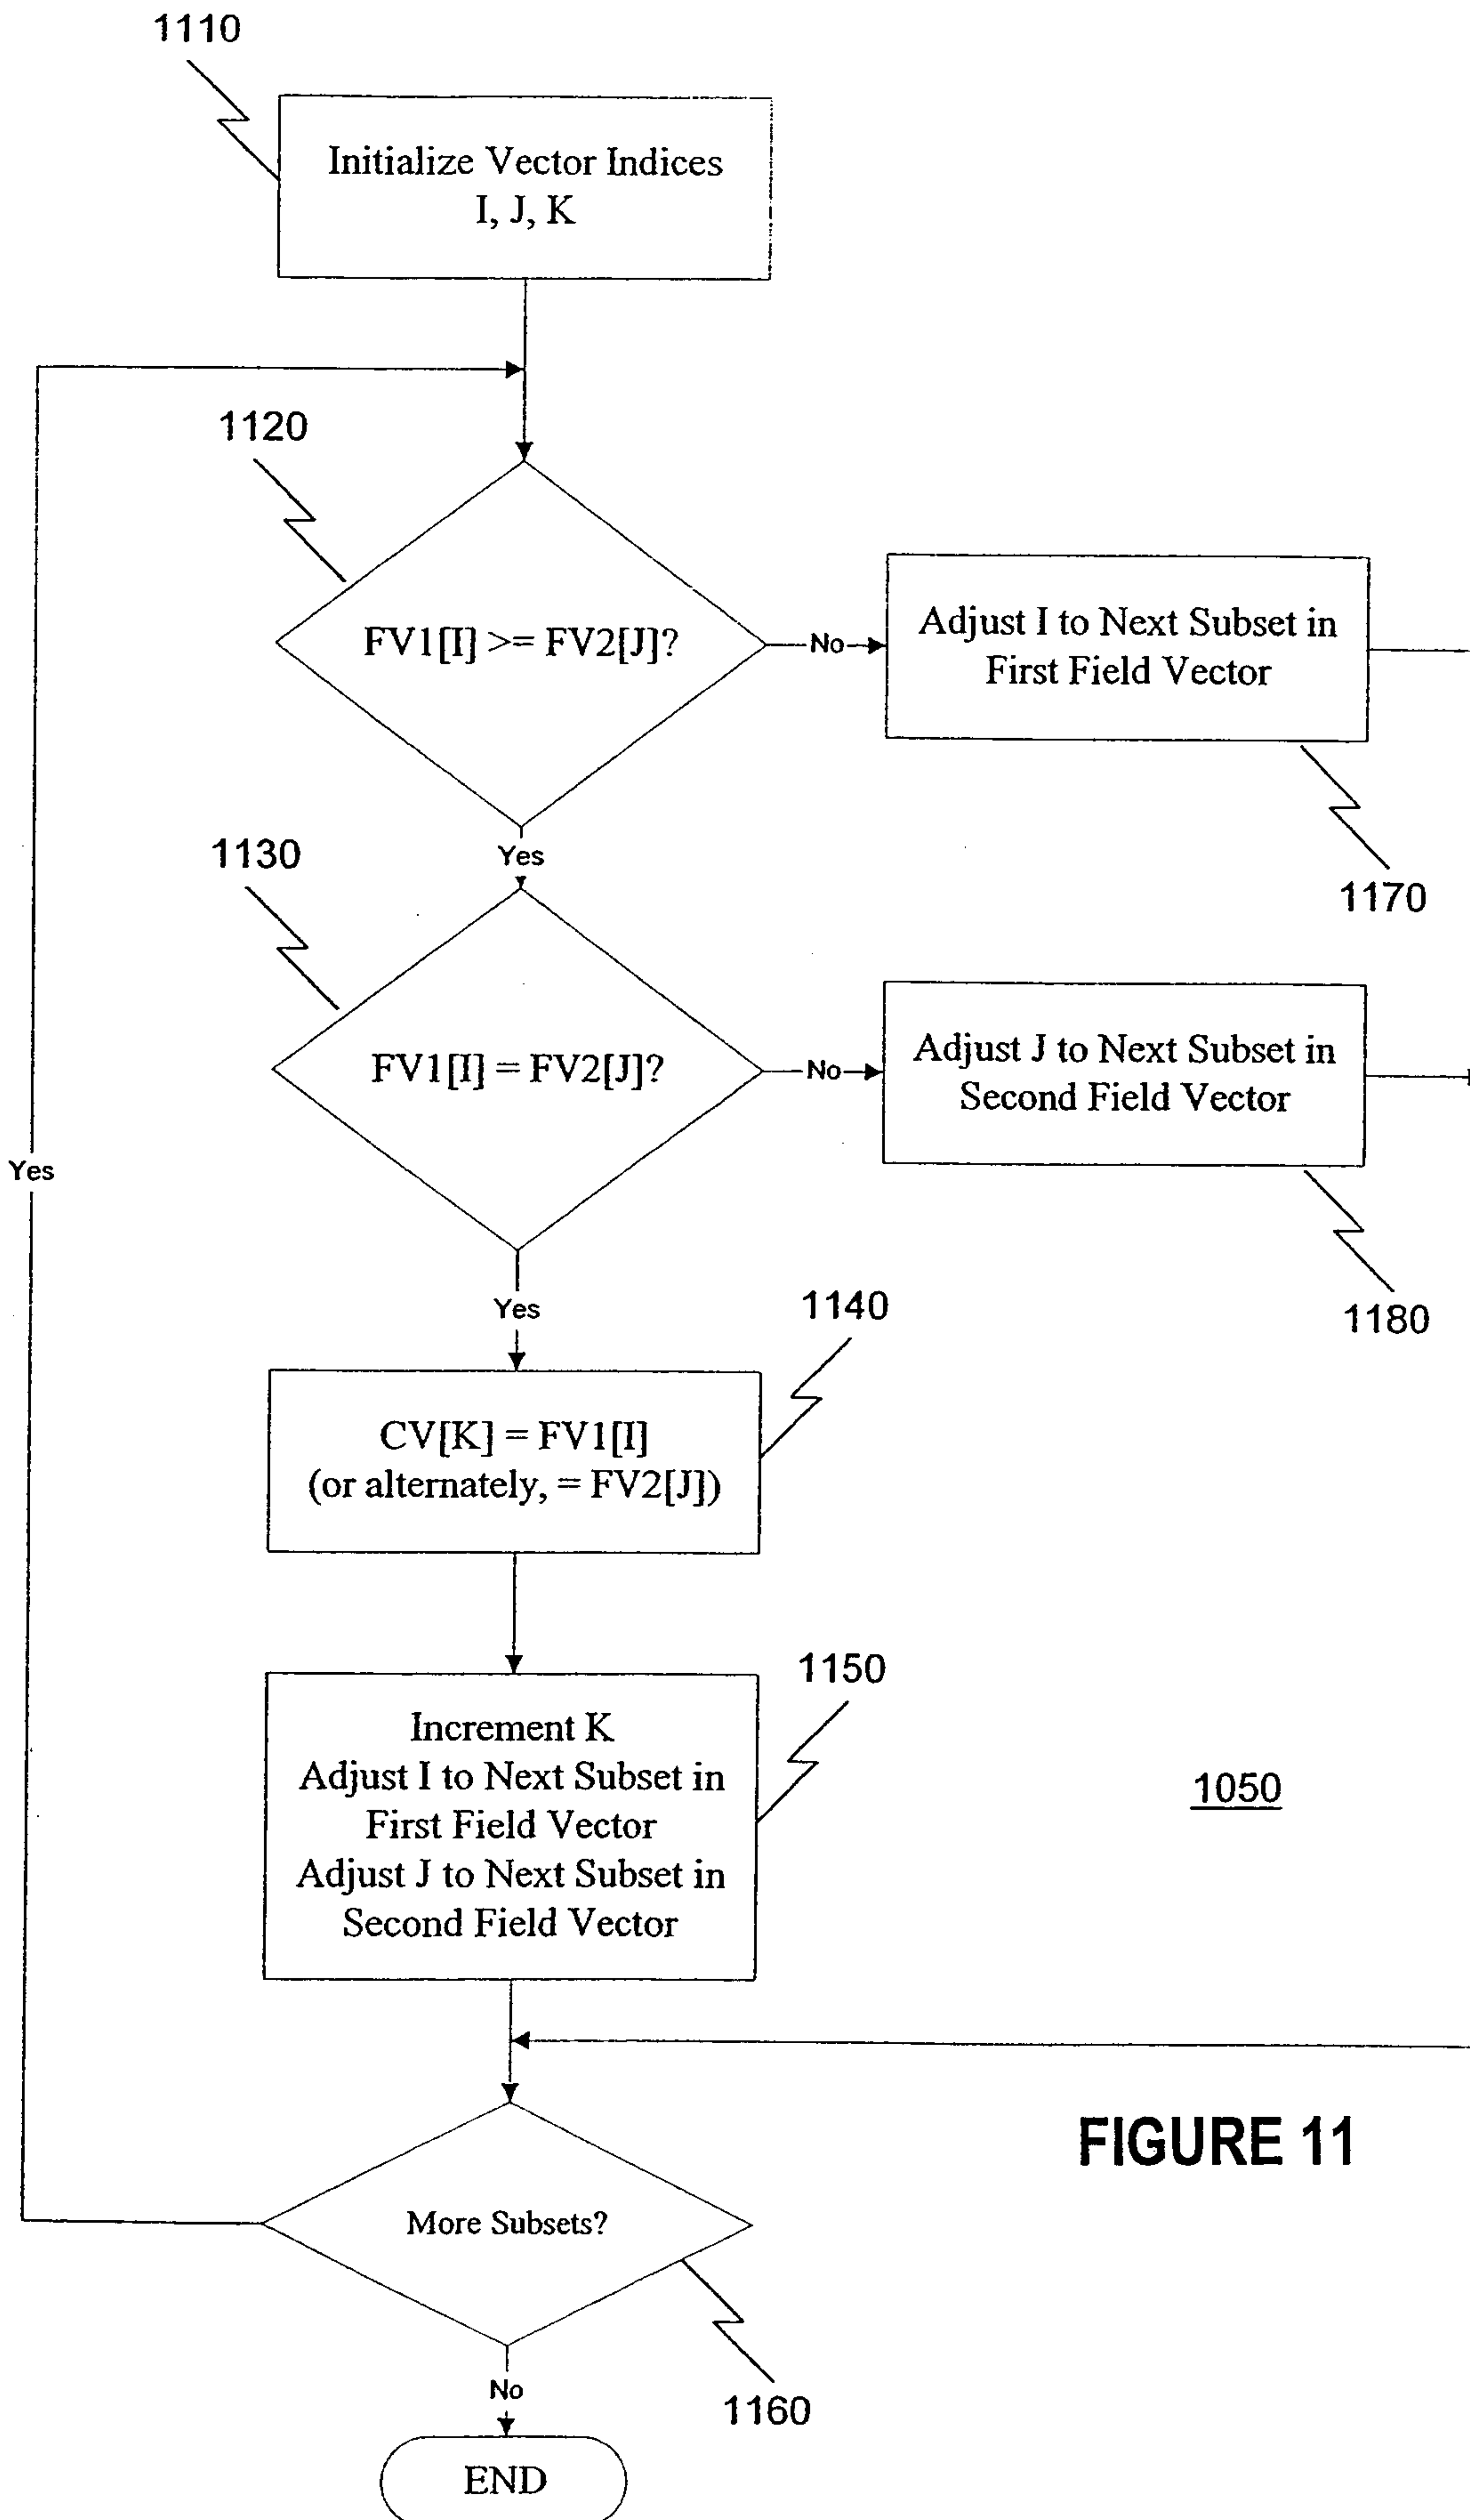 1110
Initialize Vector Indices
I, J, K
1120
FV1[I] >= FV2[J]?
No
Adjust I to Next Subset in
First Field Vector
1170
Yes
1130
FV1[I] = FV2[J]?
No
Adjust J to Next Subset in
Second Field Vector
1180
Yes
Yes
1140
CV[K] = FV1[I]
(or alternately, = FV2[J])
1150
Increment K
Adjust I to Next Subset in
First Field Vector
Adjust J to Next Subset in
Second Field Vector
1050
FIGURE 11
More Subsets?
1160
No
END